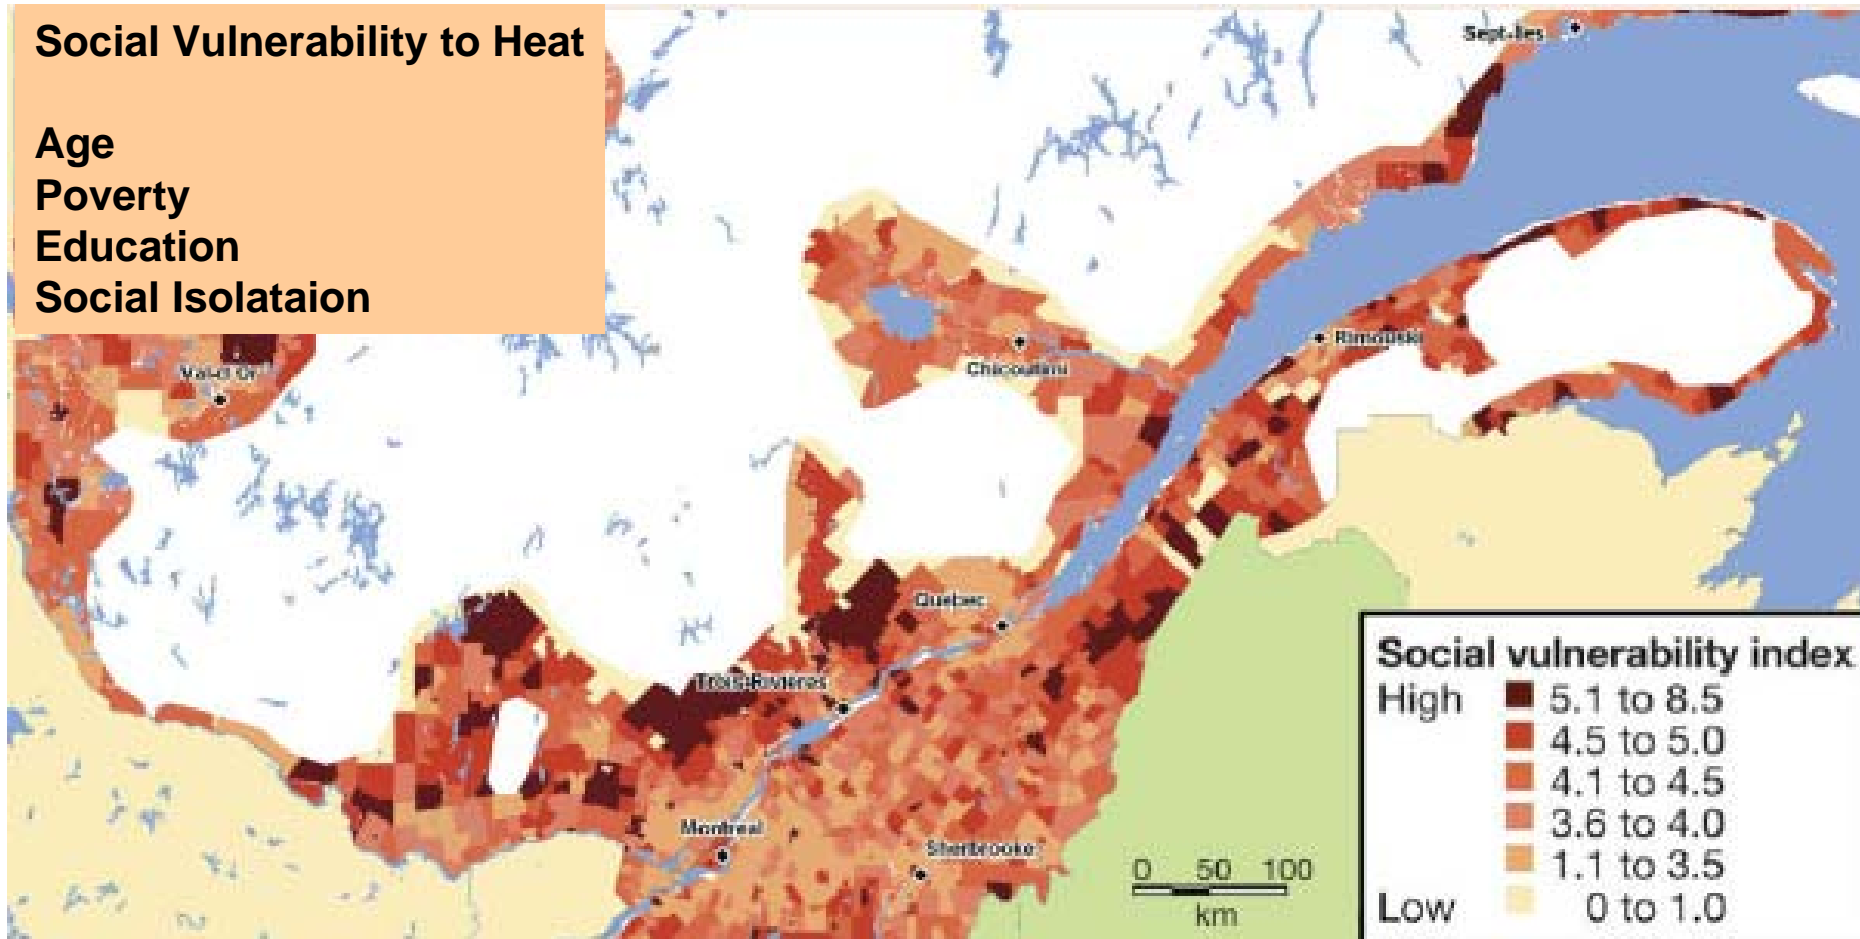 Social Vulnerability to Heat
Age
Poverty
Education
Social Isolataion
Sept-Iles
Val-d'Or
Chicoutimi
Rimouski
Quebec
Trois-Rivieres
Montreal
Sherbrooke
0 50 100
km
Social vulnerability index
High 5.1 to 8.5
4.5 to 5.0
4.1 to 4.5
3.6 to 4.0
1.1 to 3.5
Low 0 to 1.0